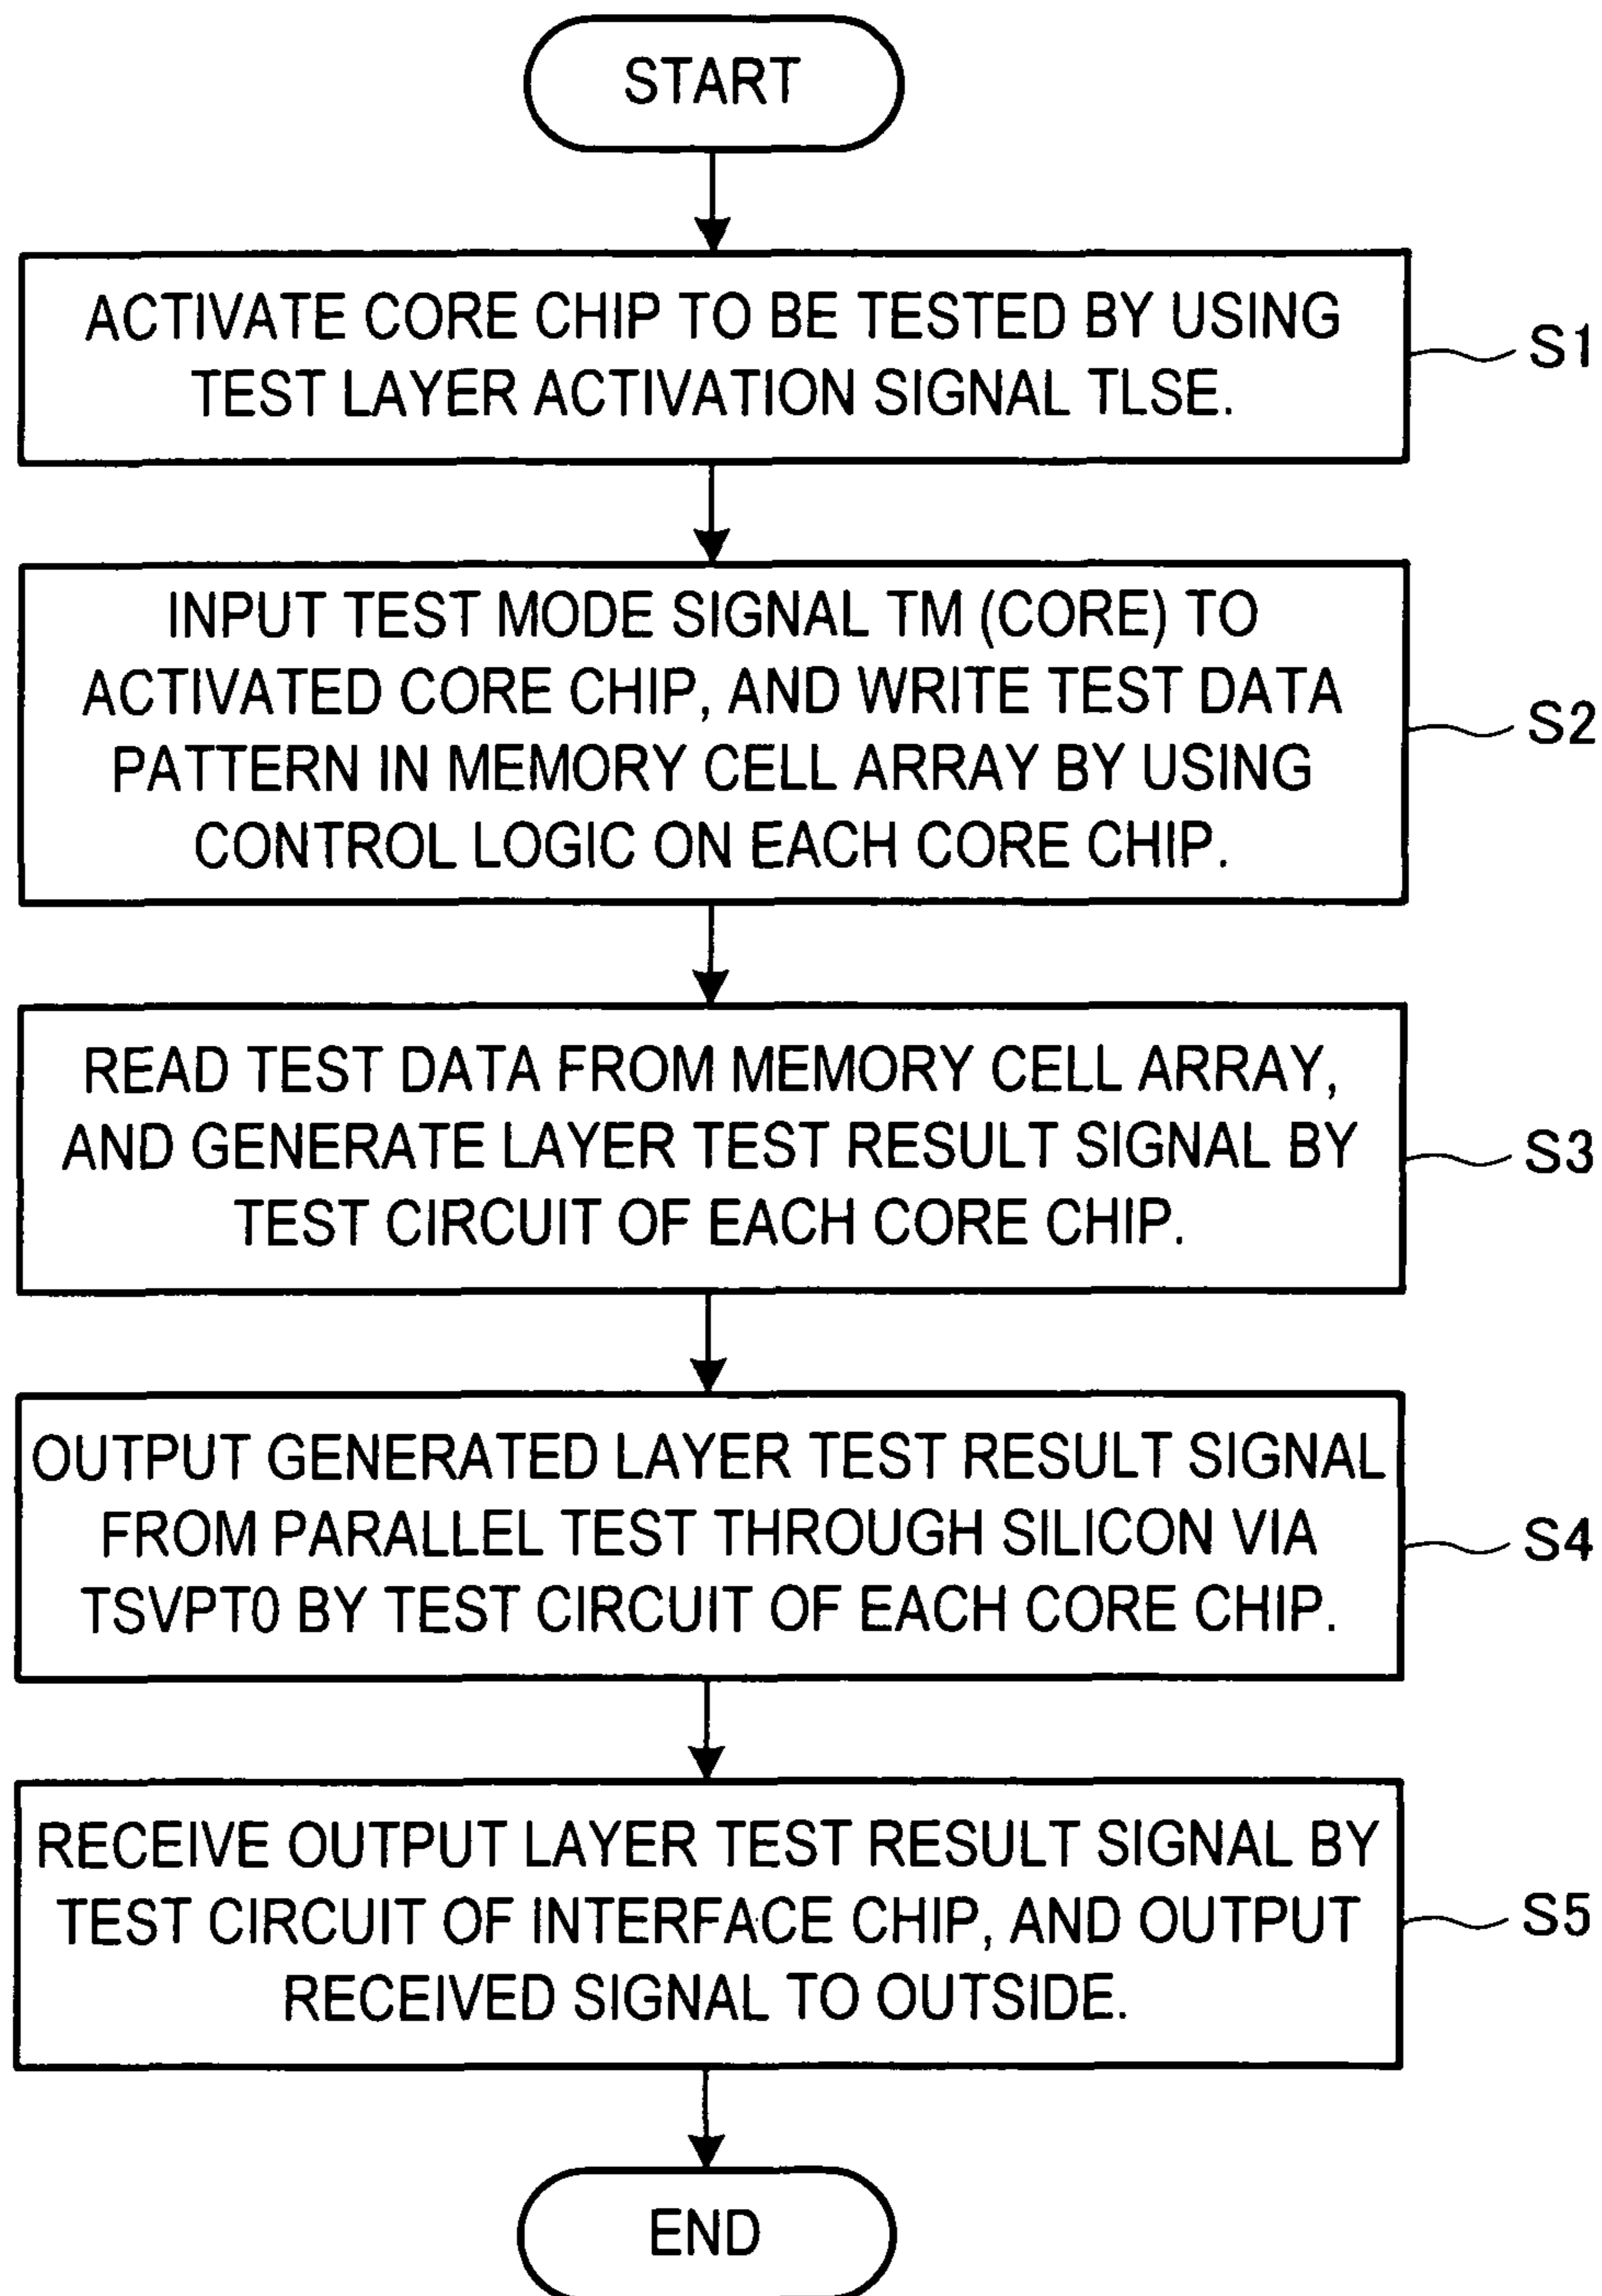 START
ACTIVATE CORE CHIP TO BE TESTED BY USING
TEST LAYER ACTIVATION SIGNAL TLSE.
S1
INPUT TEST MODE SIGNAL TM (CORE) TO
ACTIVATED CORE CHIP, AND WRITE TEST DATA
PATTERN IN MEMORY CELL ARRAY BY USING
CONTROL LOGIC ON EACH CORE CHIP.
S2
READ TEST DATA FROM MEMORY CELL ARRAY,
AND GENERATE LAYER TEST RESULT SIGNAL BY
TEST CIRCUIT OF EACH CORE CHIP.
S3
OUTPUT GENERATED LAYER TEST RESULT SIGNAL
FROM PARALLEL TEST THROUGH SILICON VIA
TSVPT0 BY TEST CIRCUIT OF EACH CORE CHIP.
S4
RECEIVE OUTPUT LAYER TEST RESULT SIGNAL BY
TEST CIRCUIT OF INTERFACE CHIP, AND OUTPUT
RECEIVED SIGNAL TO OUTSIDE.
S5
END